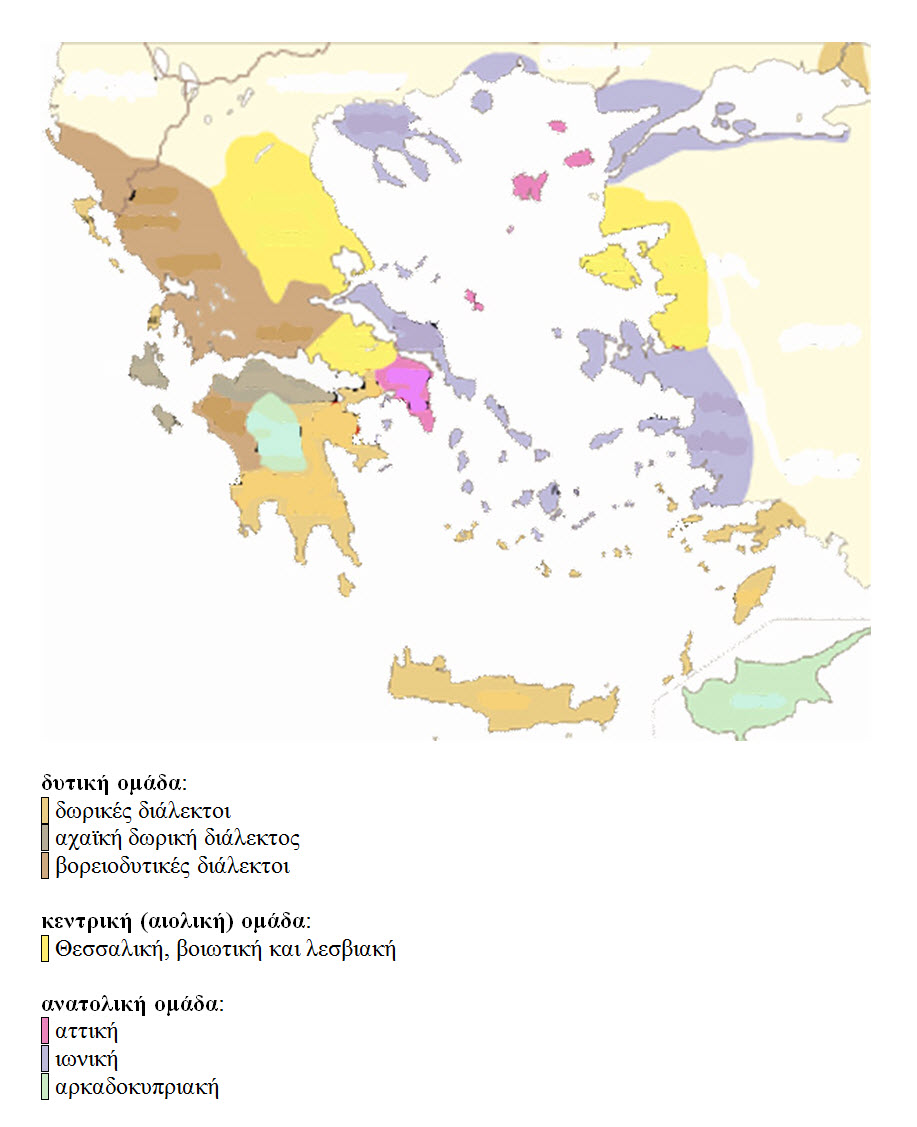 δυτική ομάδα:
δωρικές διάλεκτοι
αχαϊκή δωρική διάλεκτος
βορειοδυτικές διάλεκτοι
κεντρική (αιολική) ομάδα:
Θεσσαλική, βοιωτική και λεσβιακή
ανατολική ομάδα:
αττική
ιωνική
αρκαδοκυπριακή